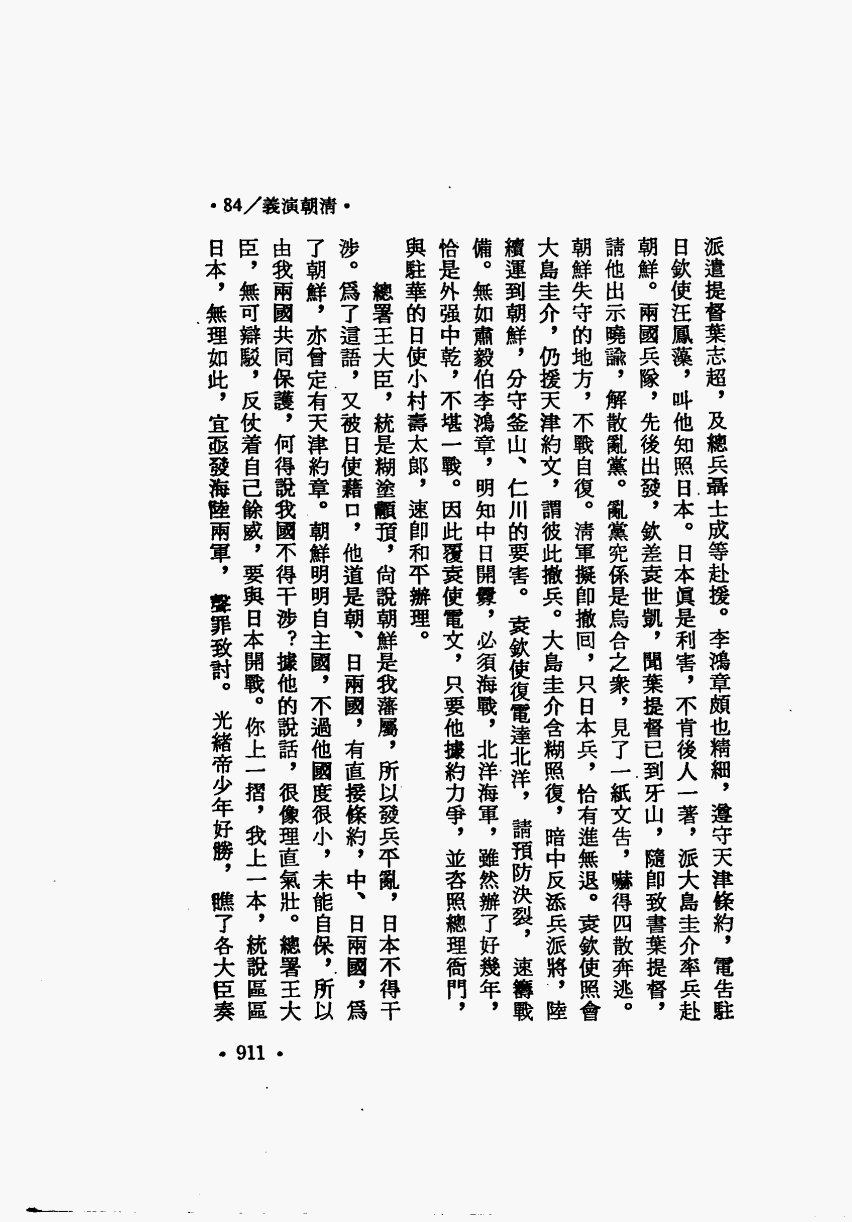 •84／義演朝清•
派遣提督葉志超，及總兵聶士成等赴援。李鴻章頗也精細，遵守天津條約，電告駐
日欽使汪鳳藻，叫他知照日本。日本眞是利害，不肯後人一著，派大島圭介率兵赴
朝鮮。兩國兵隊，先後出發，欽差袁世凱，聞葉提督已到牙山，隨卽致書葉提督，
請他出示曉諭，解散亂黨。亂黨究係是烏合之衆，見了一紙文告，嚇得四散奔逃。
朝鮮失守的地方，不戰自復。淸軍擬卽撤回，只日本兵，恰有進無退。袁欽使照會
大島圭介，仍援天津約文，謂彼此撤兵。大島圭介含糊照復，暗中反添兵派將，陸
續運到朝鮮，分守釜山、仁川的要害。袁欽使復電達北洋，請預防決裂，速籌戰
備。無如肅毅伯李鴻章，明知中日開釁，必須海戰，北洋海軍，雖然辦了好幾年，
恰是外强中乾，不堪一戰。因此覆袁使電文，只要他據約力爭，並咨照總理衙門，
與駐華的日使小村壽太郎，速卽和平辦理。
總署王大臣，統是糊塗顢頇，尙說朝鮮是我藩屬，所以發兵平亂，日本不得干
涉。爲了這語，又被日使藉口，他道是朝、日兩國，有直接條約，中、日兩國，爲
了朝鮮，亦曾定有天津約章。朝鮮明明自主國，不過他國度很小，未能自保，所以
由我兩國共同保護，何得說我國不得干涉？據他的說話，很像理直氣壯。總署王大
臣，無可辯駁，反仗着自己餘威，要與日本開戰。你上一摺，我上一本，統說區區
日本，無理如此，宜亟發海陸兩軍，聲罪致討。光緖帝少年好勝，瞧了各大臣奏
•911•